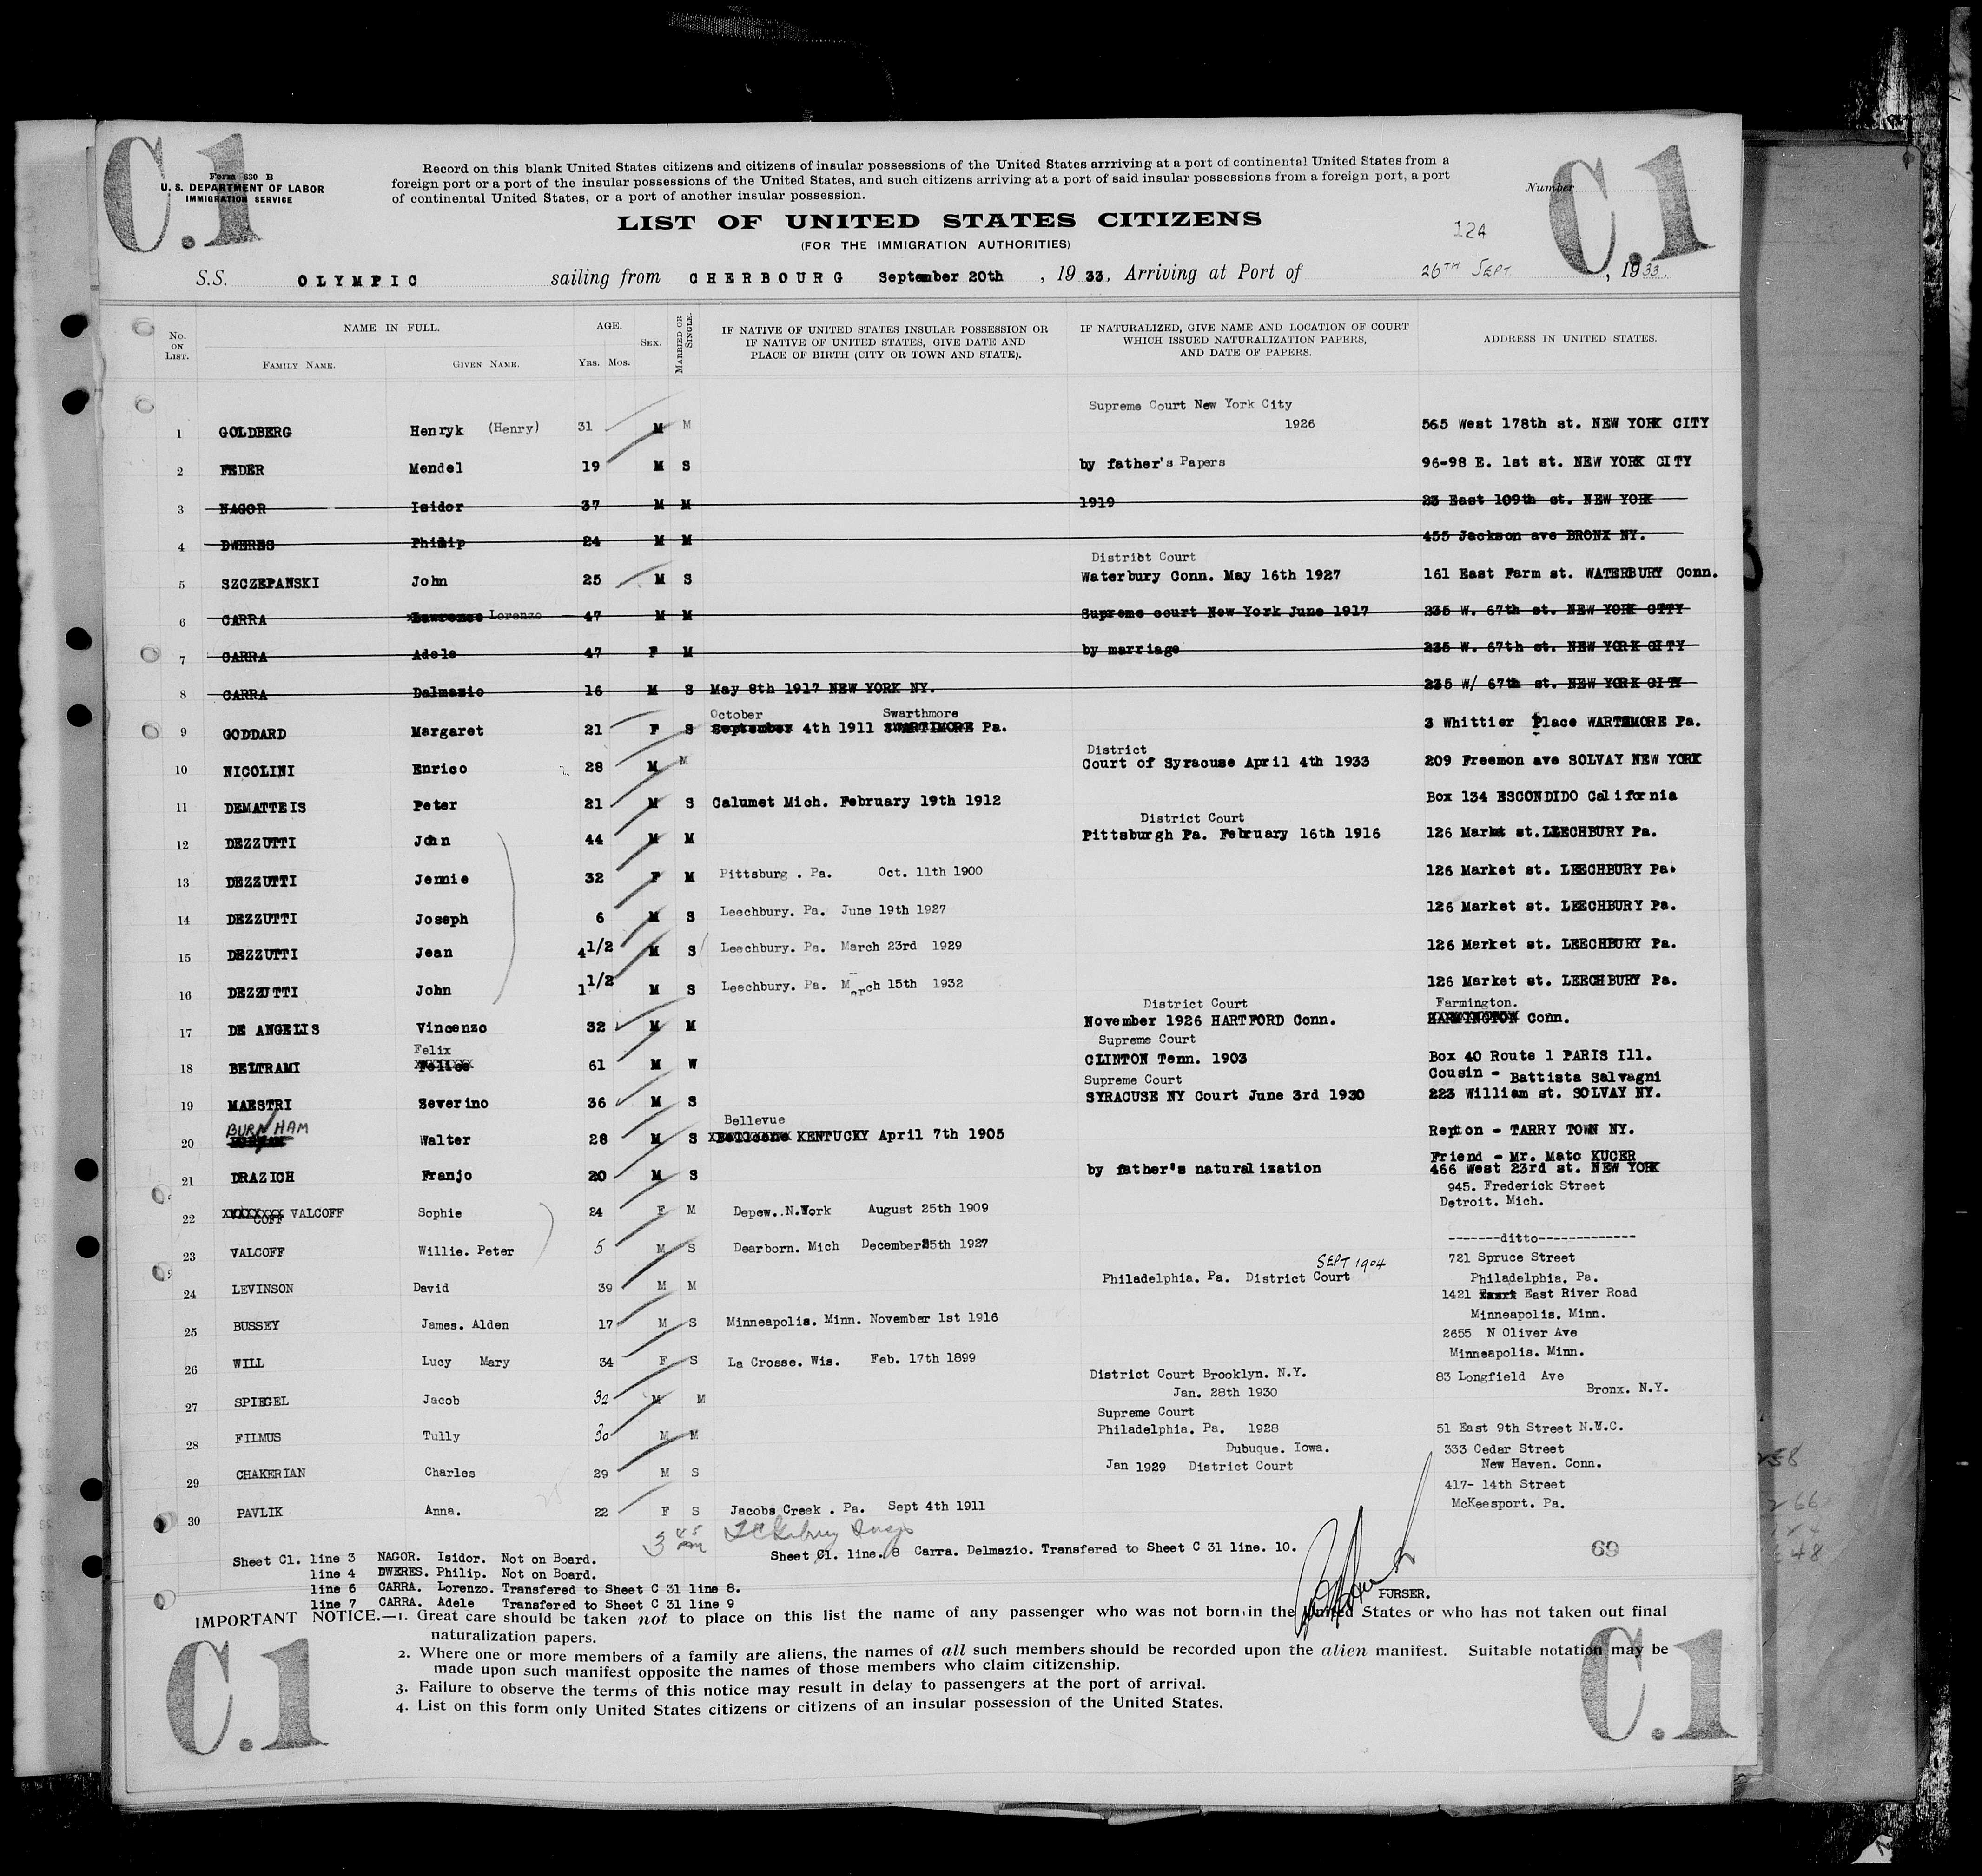 C.1
C.1
Form 630 B
U. S. DEPARTMENT OF LABOR
IMMIGRATION SERVICE
Record on this blank United States citizens and citizens of insular possessions of the United States arrriving at a port of continental United States from a
foreign port or a port of the insular possessions of the United States, and such citizens arriving at a port of said insular possessions from a foreign port, a port
of continental United States, or a port of another insular possession.
Number
LIST OF UNITED STATES CITIZENS
(FOR THE IMMIGRATION AUTHORITIES)
124
S.S. OLYMPIC sailing from CHERBOURG September 20th , 19 33, Arriving at Port of 26TH SEPT. , 19 33.
No. ON LIST. NAME IN FULL. FAMILY NAME. GIVEN NAME. AGE. YRS. MOS. SEX. MARRIED OR SINGLE. IF NATIVE OF UNITED STATES INSULAR POSSESSION OR IF NATIVE OF UNITED STATES, GIVE DATE AND PLACE OF BIRTH (CITY OR TOWN AND STATE). IF NATURALIZED, GIVE NAME AND LOCATION OF COURT WHICH ISSUED NATURALIZATION PAPERS, AND DATE OF PAPERS. ADDRESS IN UNITED STATES.
Supreme Court New York City
1 GOLDBERG Henryk (Henry) 31 M M 1926 565 West 178th st. NEW YORK CITY
2 FEDER Mendel 19 M S by father's Papers 96-98 E. 1st st. NEW YORK CITY
3 NAGOR Isidor 37 M M 1919 23 East 109th st. NEW YORK
4 DWERES Philip 24 M M 455 Jackson ave BRONX NY.
District Court
5 SZCZEPANSKI John 25 M S Waterbury Conn. May 16th 1927 161 East Farm st. WATERBURY Conn.
6 CARRA Lawrence Lorenzo 47 M M Supreme court New-York June 1917 235 W. 67th st. NEW YORK CITY
7 CARRA Adele 47 F M by marriage 235 W. 67th st. NEW YORK CITY
8 CARRA Dalmazio 16 M S May 8th 1917 NEW YORK NY. 235 W/ 67th st. NEW YORK CITY
October Swarthmore
9 GODDARD Margaret 21 F S September 4th 1911 SWARTIMORE Pa. 3 Whittier Place WARTHMORE Pa.
District
10 NICOLINI Enrico 28 M M Court of Syracuse April 4th 1933 209 Freemon ave SOLVAY NEW YORK
11 DEMATTEIS Peter 21 M S Calumet Mich. February 19th 1912 Box 134 ESCONDIDO California
District Court
12 DEZZUTTI John 44 M M Pittsburgh Pa. February 16th 1916 126 Market st.LEECHBURY Pa.
13 DEZZUTTI Jennie 32 F M Pittsburg . Pa. Oct. 11th 1900 126 Market st. LEECHBURY Pa.
14 DEZZUTTI Joseph 6 M S Leechbury. Pa. June 19th 1927 126 Market st. LEECHBURY Pa.
15 DEZZUTTI Jean 4 1/2 M S Leechbury. Pa. March 23rd 1929 126 Market st. LEECHBURY Pa.
16 DEZZUTTI John 1 1/2 M S Leechbury. Pa. March 15th 1932 126 Market st. LEECHBURY Pa.
District Court Farmington.
17 DE ANGELIS Vincenzo 32 M M November 1926 HARTFORD Conn. HARMINGTON Conn.
Felix Supreme Court
18 BELTRAMI Felice 61 M W CLINTON Tenn. 1903 Box 40 Route 1 PARIS Ill.
Supreme Court Cousin - Battista Salvagni
19 MAESTRI Severino 36 M S SYRACUSE NY Court June 3rd 1930 223 William st. SOLVAY NY.
BURNHAM Bellevue
20 Walter 28 M S KENTUCKY April 7th 1905 Repton - TARRY TOWN NY.
Friend - Mr. Mato KUCER
21 DRAZICH Franjo 20 M S by father's naturalization 466 West 23rd st. NEW YORK
945. Frederick Street
22 COFF VALCOFF Sophie 24 F M Depew. N.York August 25th 1909 Detroit. Mich.
23 VALCOFF Willie. Peter 5 M S Dearborn. Mich December 25th 1927 -------ditto-------------
SEPT 1904 721 Spruce Street
24 LEVINSON David 39 M M Philadelphia. Pa. District Court Philadelphia. Pa.
1421 East River Road
25 BUSSEY James. Alden 17 M S Minneapolis. Minn. November 1st 1916 Minneapolis. Minn.
2655 N Oliver Ave
26 WILL Lucy Mary 34 F S La Crosse. Wis. Feb. 17th 1899 Minneapolis. Minn.
District Court Brooklyn. N.Y. 83 Longfield Ave
27 SPIEGEL Jacob 32 M M Jan. 28th 1930 Bronx. N.Y.
Supreme Court
28 FILMUS Tully 30 M M Philadelphia. Pa. 1928 51 East 9th Street N.Y.C.
Dubuque. Iowa. 333 Cedar Street
29 CHAKERIAN Charles 29 M S Jan 1929 District Court New Haven. Conn.
417- 14th Street
30 PAVLIK Anna. 22 F S Jacobs Creek . Pa. Sept 4th 1911 McKeesport. Pa.
3 45
Sheet C1. line 3 NAGOR. Isidor. Not on Board. Sheet C1. line. 8 Carra. Delmazio. Transfered to Sheet C 31 line. 10. 69
line 4 DWERES. Philip. Not on Board.
line 6 CARRA. Lorenzo. Transfered to Sheet C 31 line 8.
line 7 CARRA. Adele Transfered to Sheet C 31 line 9 PURSER.
IMPORTANT NOTICE.—1. Great care should be taken not to place on this list the name of any passenger who was not born in the United States or who has not taken out final
naturalization papers.
2. Where one or more members of a family are aliens, the names of all such members should be recorded upon the alien manifest. Suitable notation may be
made upon such manifest opposite the names of those members who claim citizenship.
3. Failure to observe the terms of this notice may result in delay to passengers at the port of arrival.
4. List on this form only United States citizens or citizens of an insular possession of the United States.
C.1
C.1